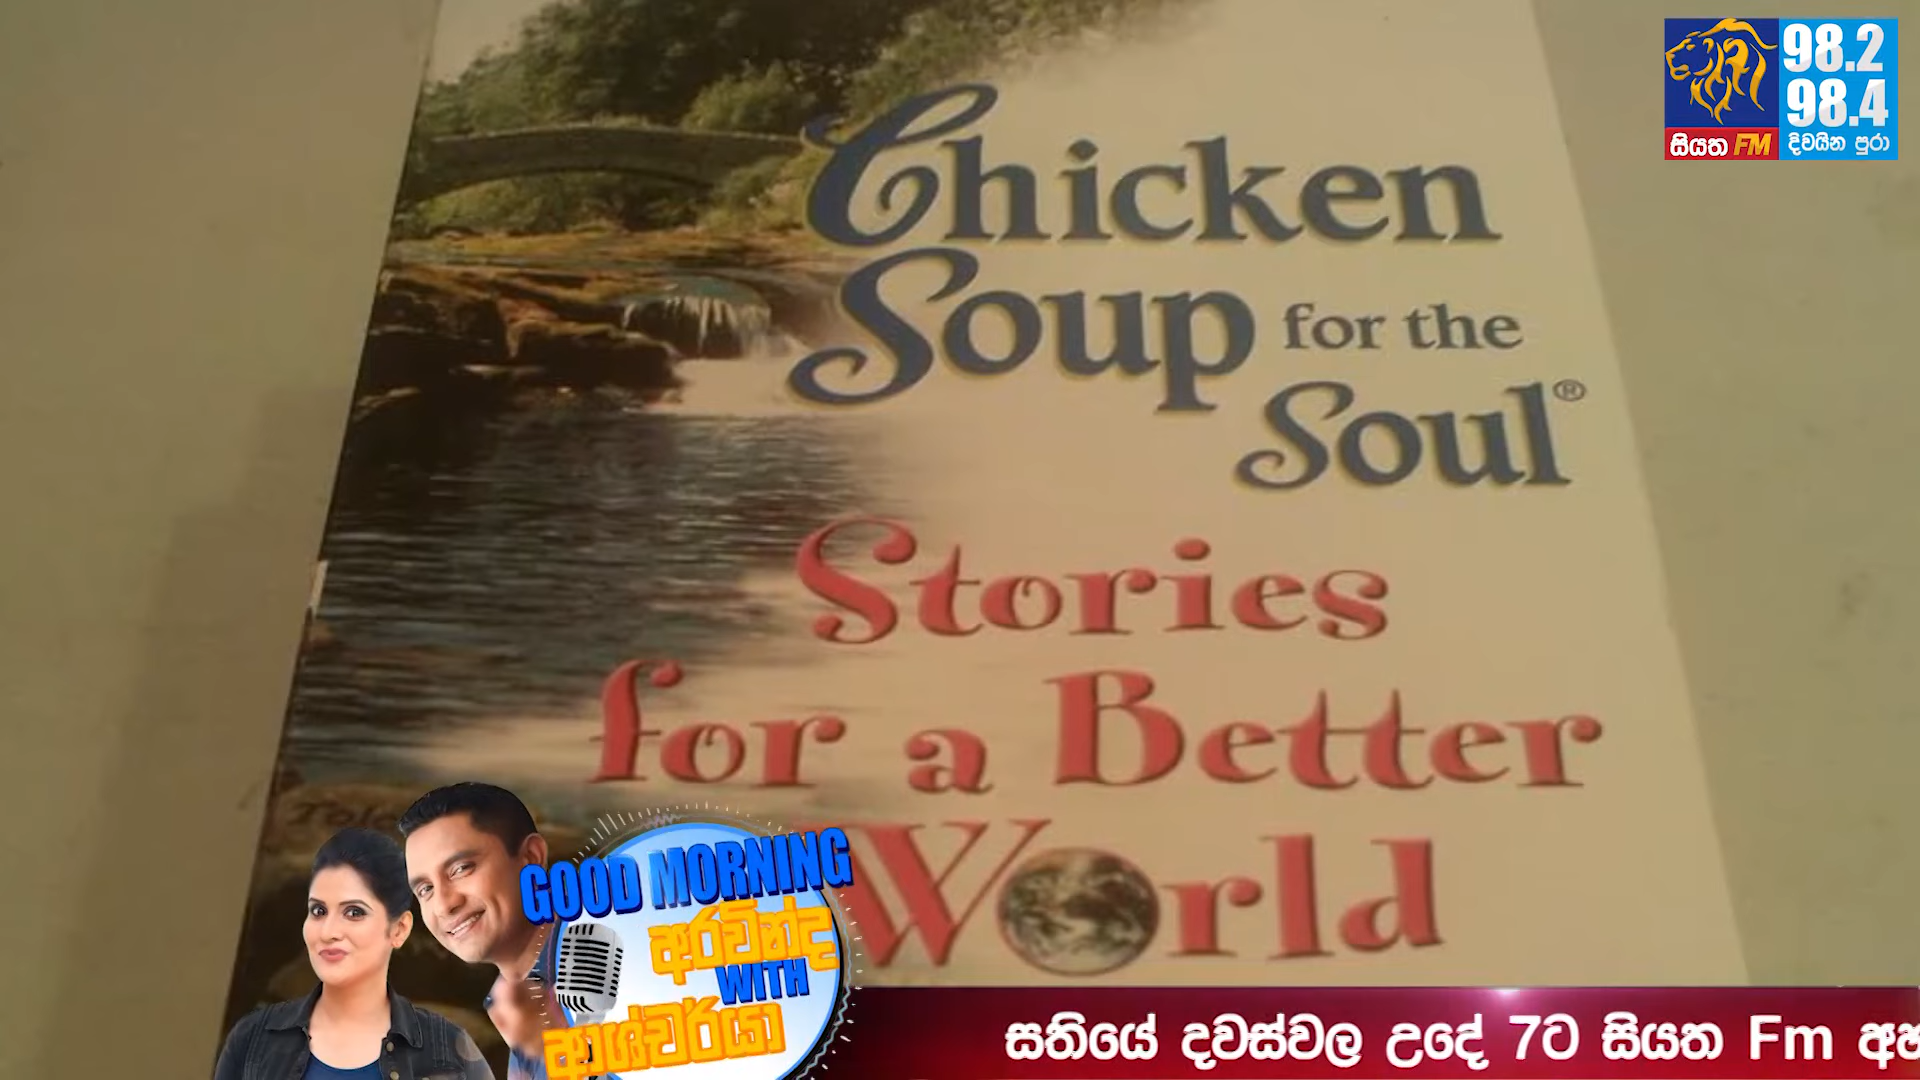 98.2
98.4
සියත FM
දිවයින පුරා
Chicken
Soup for the
Soul®
Stories
for a Better
World
GOOD MORNING
අරවින්ද
WITH
ආශ්චර්යා
සතියේ දවස්වල උදේ 7ට සියත Fm